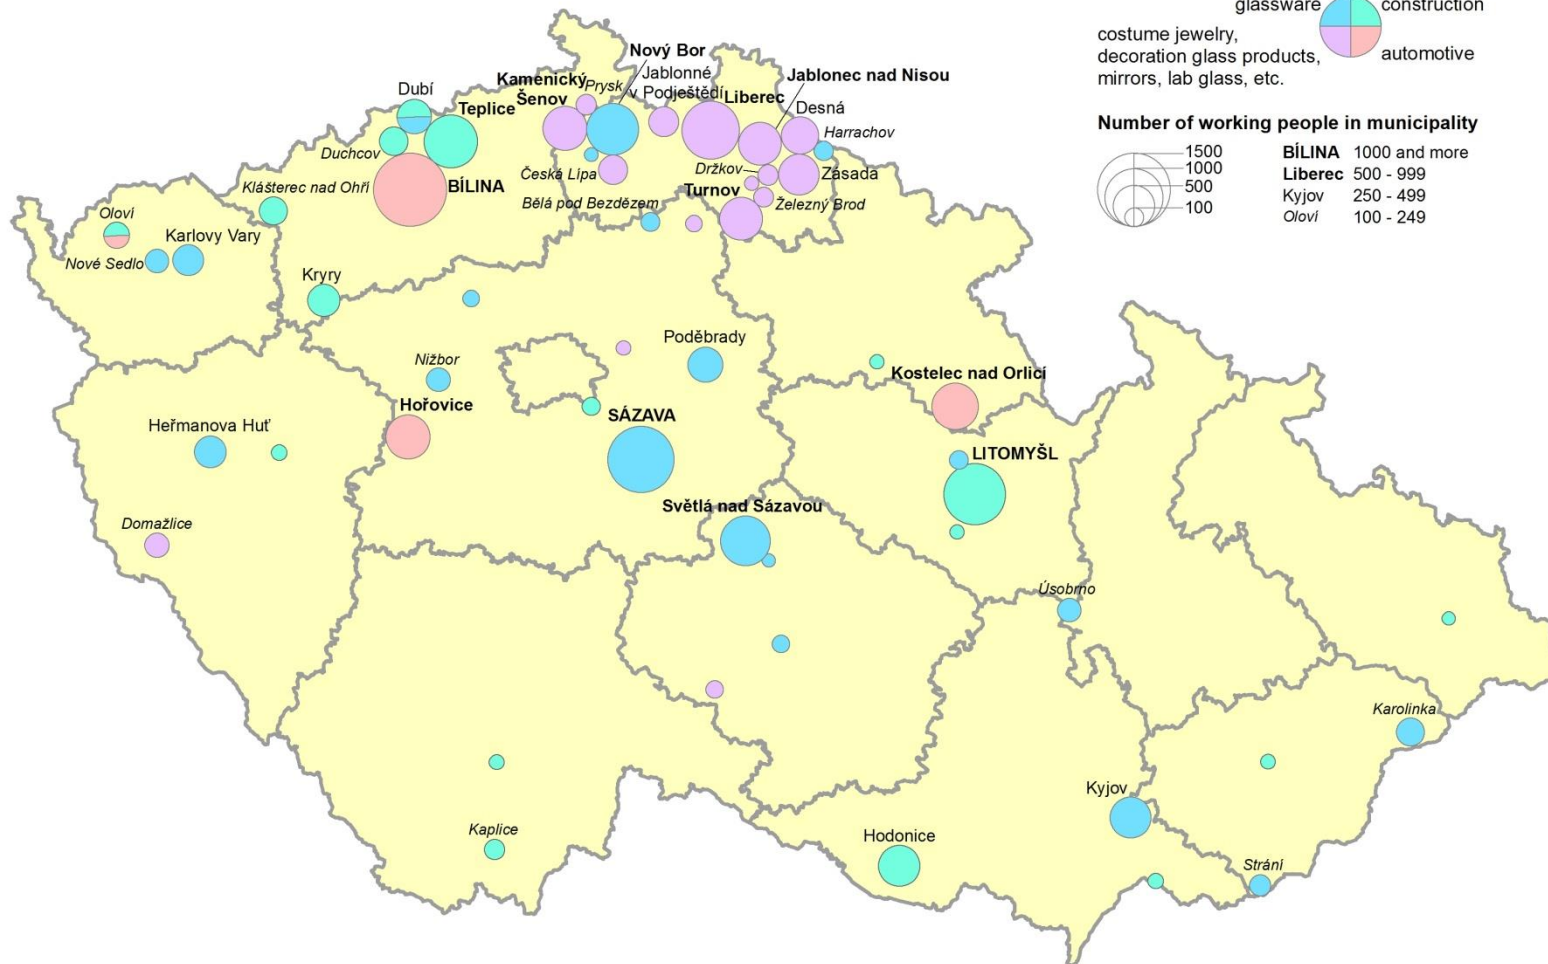 glassware construction
costume jewelry,
decoration glass products,
mirrors, lab glass, etc.
automotive
Number of working people in municipality
1500
1000
500
100
BÍLINA 1000 and more
Liberec 500 - 999
Kyjov 250 - 499
Oloví 100 - 249
Nový Bor
Kamenický
Šenov
Prysk
Jablonné
v Podještědí
Liberec
Jablonec nad Nisou
Desná
Harrachov
Dubí
Teplice
Duchcov
Česká Lípa
Držkov
Zásada
Klášterec nad Ohří
BÍLINA
Turnov
Bělá pod Bezdězem
Železný Brod
Oloví
Karlovy Vary
Nové Sedlo
Kryry
Poděbrady
Nižbor
Kostelec nad Orlicí
Hořovice
SÁZAVA
Heřmanova Huť
LITOMYŠL
Světlá nad Sázavou
Domažlice
Úsobrno
Karolinka
Kyjov
Kaplice
Hodonice
Strání